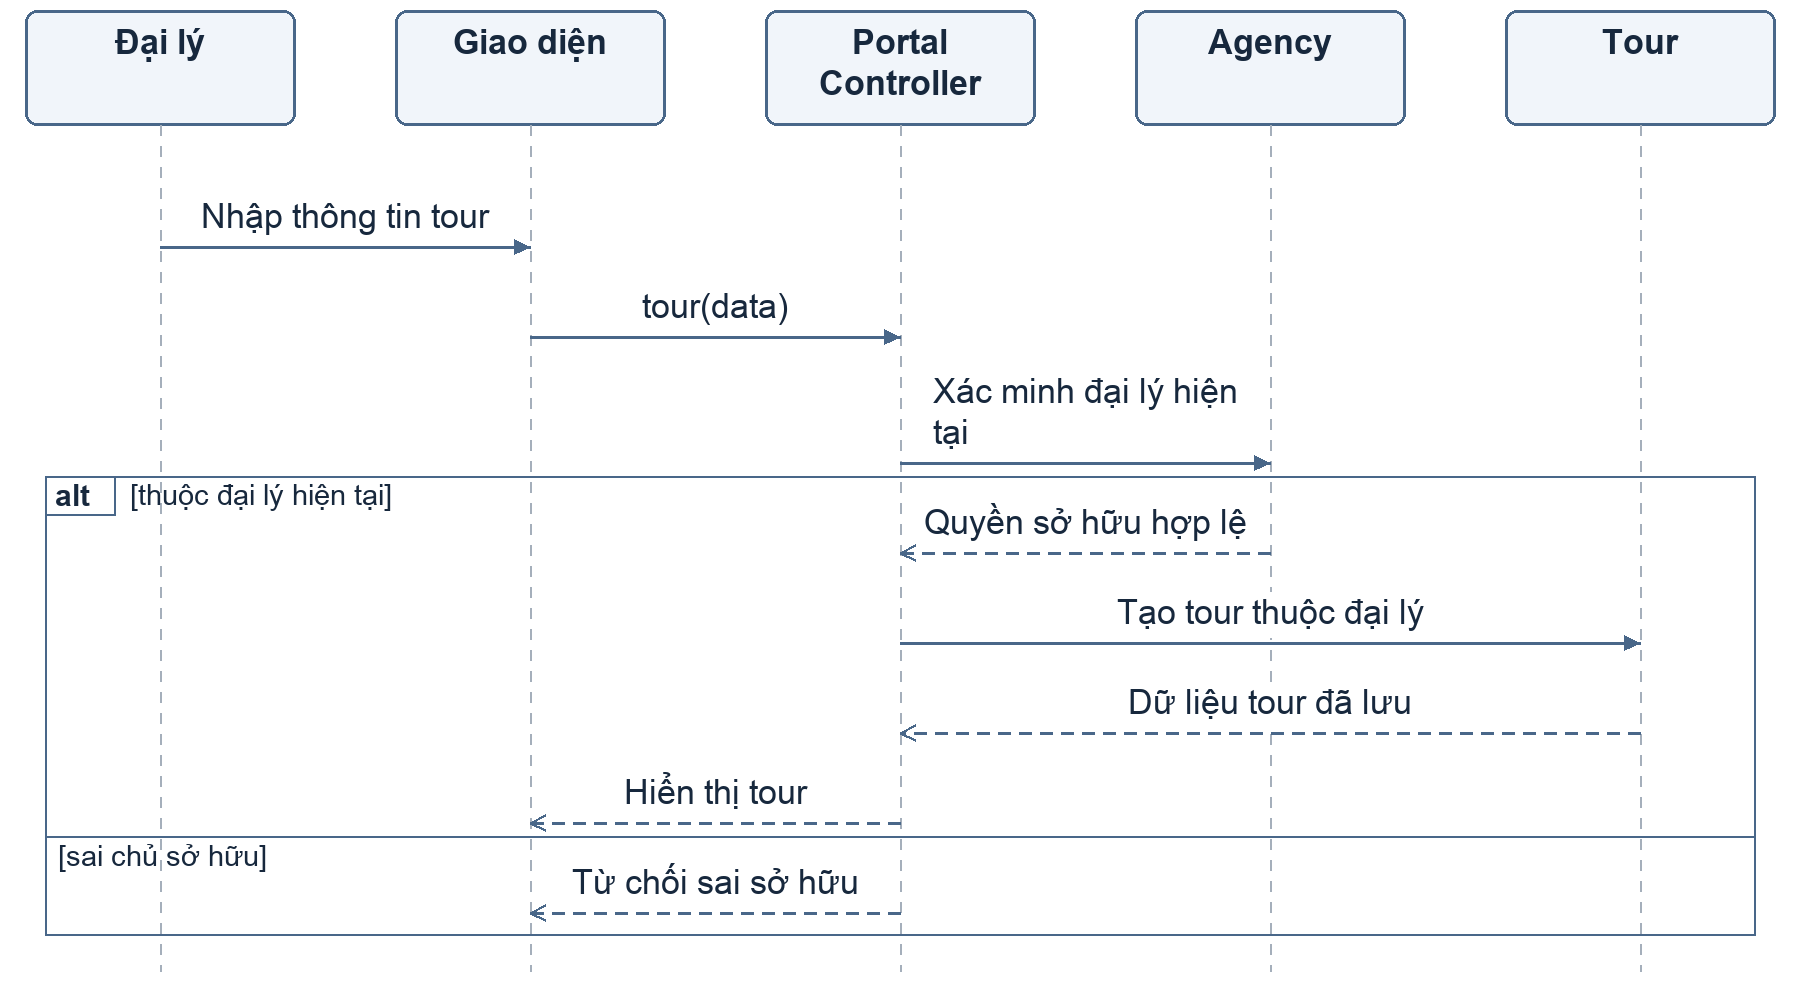 Đại lý
Giao diện
Portal
Controller
Agency
Tour
Nhập thông tin tour
tour(data)
Xác minh đại lý hiện
tại
alt
[thuộc đại lý hiện tại]
Quyền sở hữu hợp lệ
Tạo tour thuộc đại lý
Dữ liệu tour đã lưu
Hiển thị tour
[sai chủ sở hữu]
Từ chối sai sở hữu